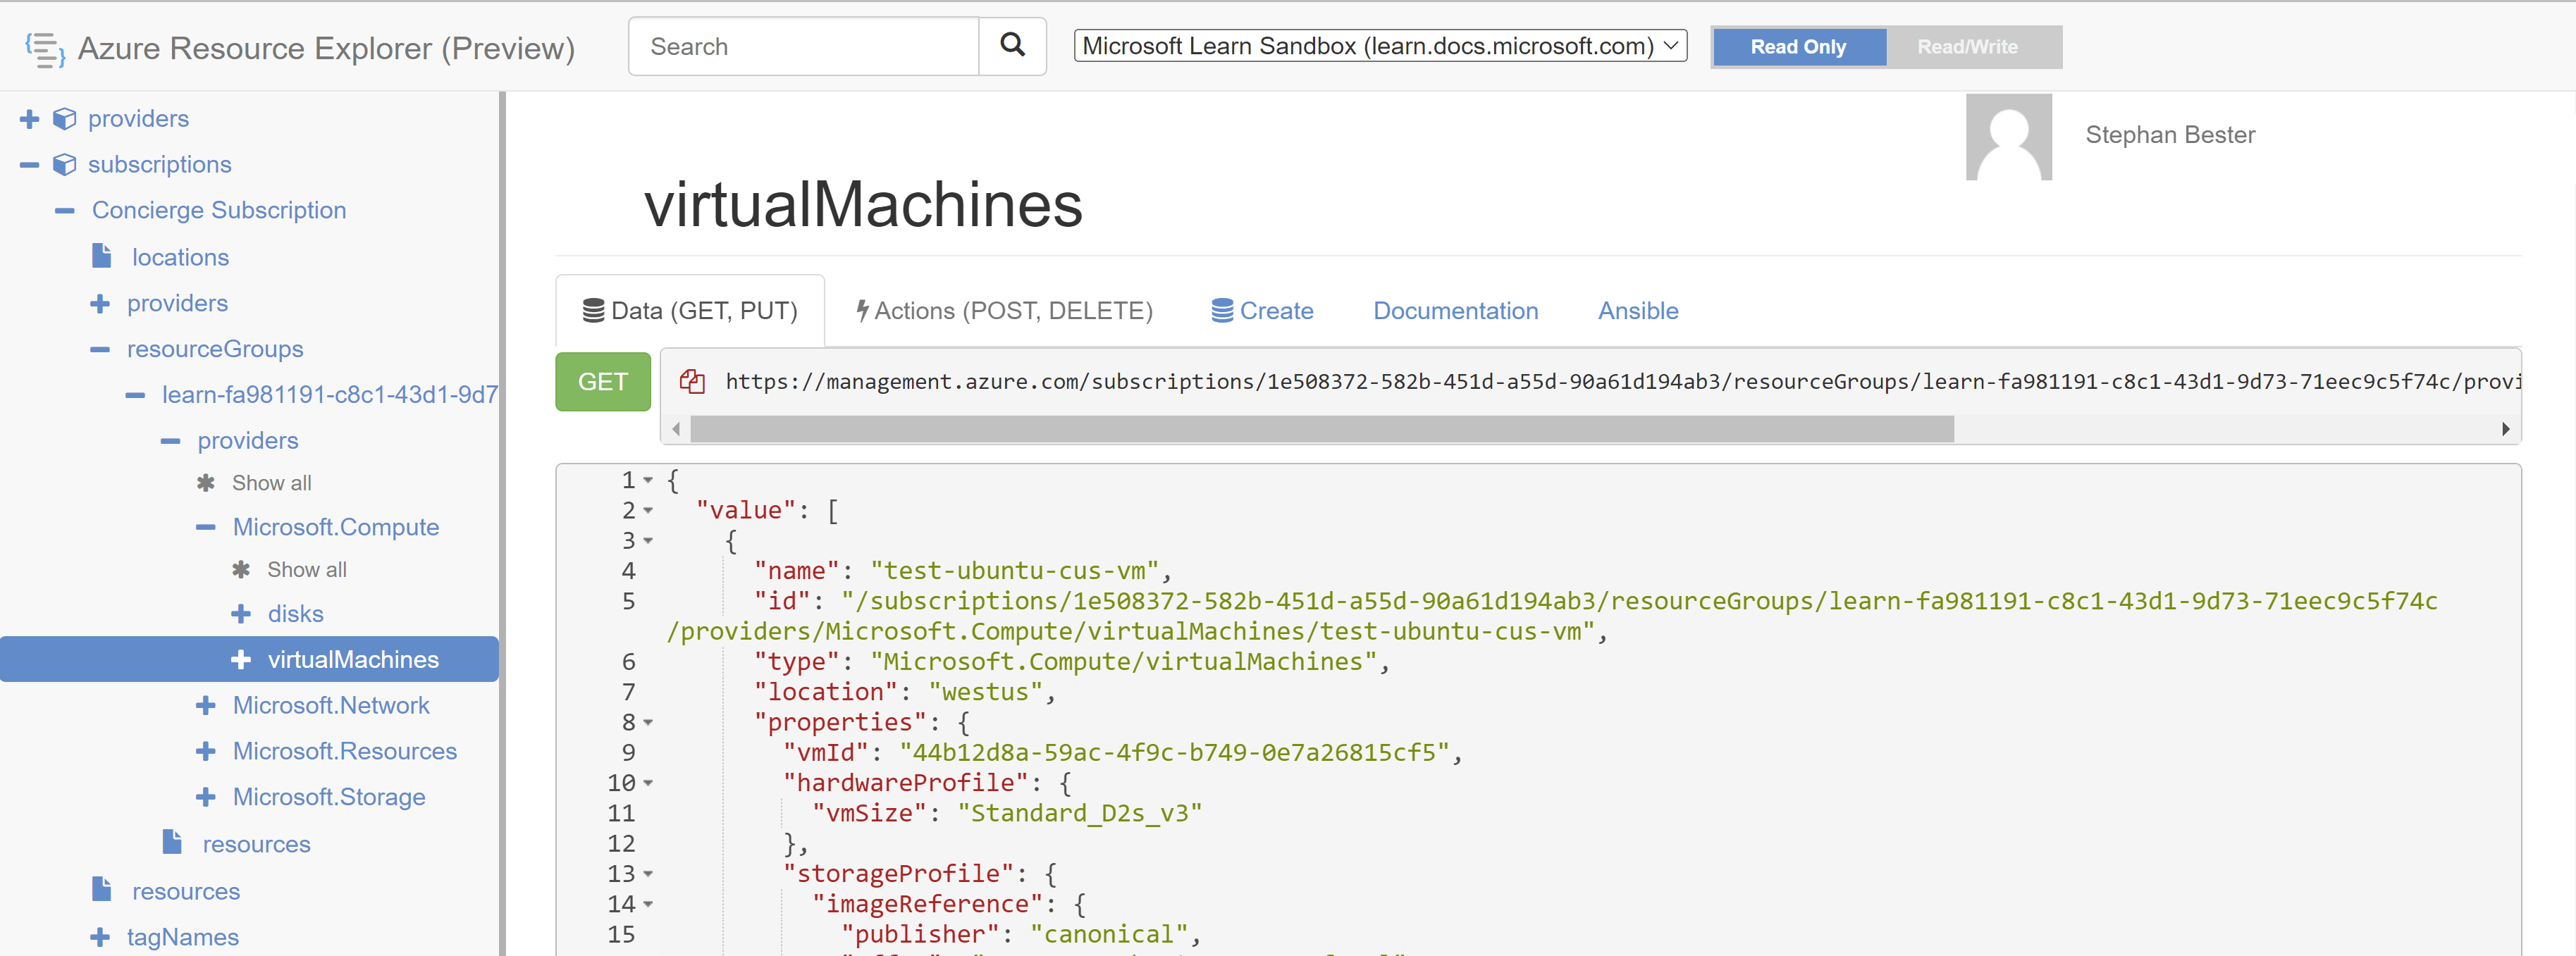 Azure Resource Explorer (Preview)
Search
Microsoft Learn Sandbox (learn.docs.microsoft.com)
Read Only
Read/Write
providers
subscriptions
Concierge Subscription
locations
providers
resourceGroups
learn-fa981191-c8c1-43d1-9d7
providers
Show all
Microsoft.Compute
Show all
disks
virtualMachines
Microsoft.Network
Microsoft.Resources
Microsoft.Storage
resources
resources
tagNames
Stephan Bester
virtualMachines
Data (GET, PUT)
Actions (POST, DELETE)
Create
Documentation
Ansible
GET
https://management.azure.com/subscriptions/1e508372-582b-451d-a55d-90a61d194ab3/resourceGroups/learn-fa981191-c8c1-43d1-9d73-71eec9c5f74c/provi
1 {
2 "value": [
3 {
4 "name": "test-ubuntu-cus-vm",
5 "id": "/subscriptions/1e508372-582b-451d-a55d-90a61d194ab3/resourceGroups/learn-fa981191-c8c1-43d1-9d73-71eec9c5f74c
/providers/Microsoft.Compute/virtualMachines/test-ubuntu-cus-vm",
6 "type": "Microsoft.Compute/virtualMachines",
7 "location": "westus",
8 "properties": {
9 "vmId": "44b12d8a-59ac-4f9c-b749-0e7a26815cf5",
10 "hardwareProfile": {
11 "vmSize": "Standard_D2s_v3"
12 },
13 "storageProfile": {
14 "imageReference": {
15 "publisher": "canonical",